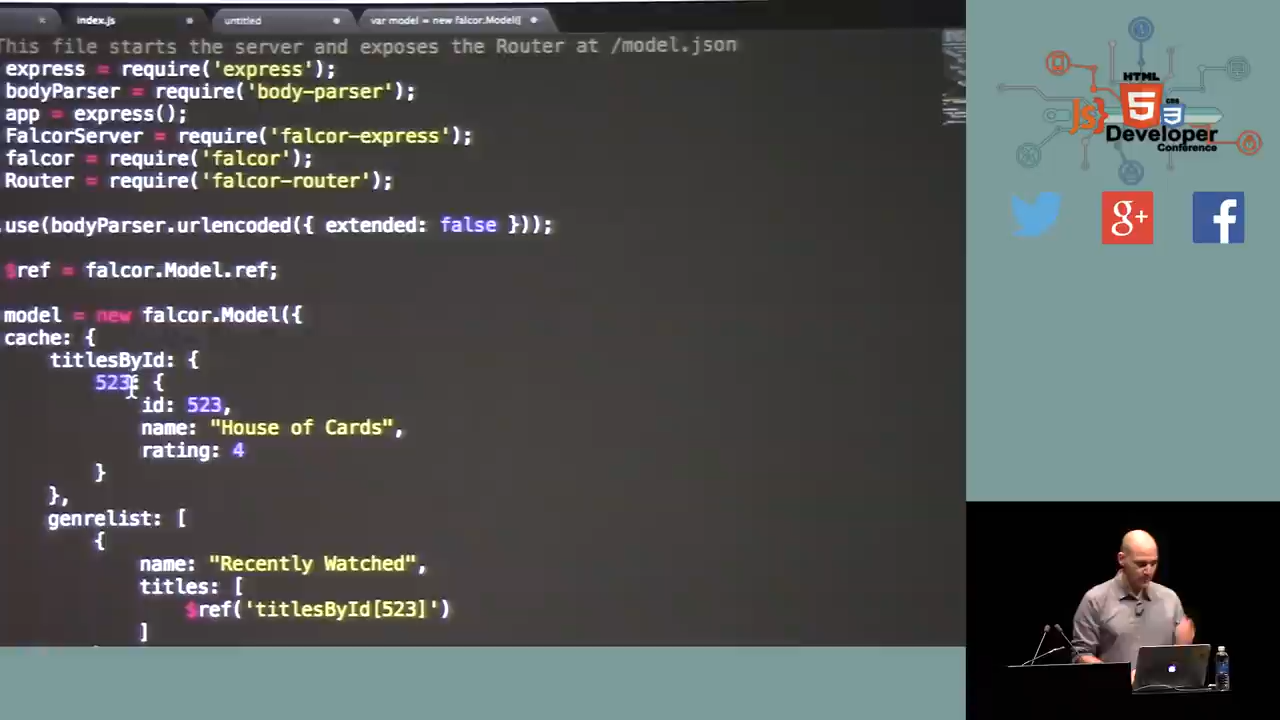 index.js
untitled
var model = new falcor.Model({
This file starts the server and exposes the Router at /model.json
express = require('express');
bodyParser = require('body-parser');
app = express();
FalcorServer = require('falcor-express');
falcor = require('falcor');
Router = require('falcor-router');
.use(bodyParser.urlencoded({ extended: false }));
$ref = falcor.Model.ref;
model = new falcor.Model({
cache: {
titlesById: {
523: {
id: 523,
name: "House of Cards",
rating: 4
}
},
genrelist: [
{
name: "Recently Watched",
titles: [
$ref('titlesById[523]')
]
HTML
5
JS}
CSS
3
Developer
Conference
g+
f